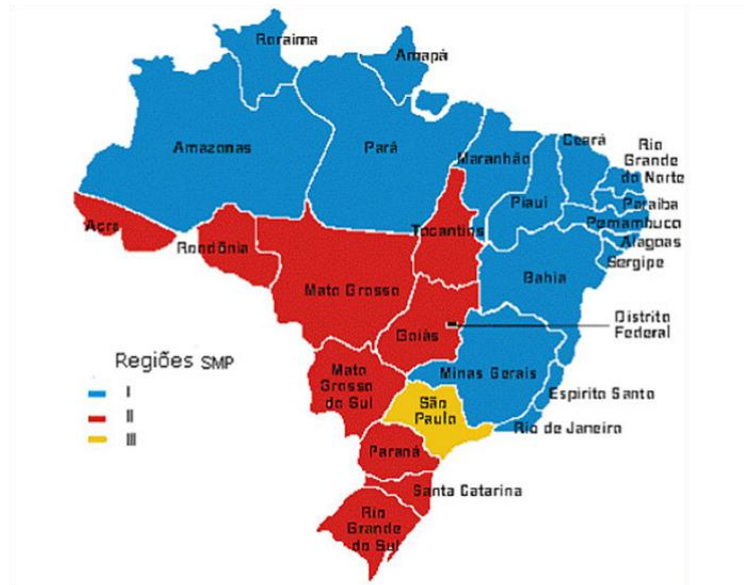 Roraima
Amapá
Amazonas
Pará
Maranhão
Ceará
Rio
Grande
do Norte
Piauí
Paraiba
Pernambuco
Alagoas
Sergipe
Acre
Rondônia
Tocantins
Bahia
Mato Grosso
Goiás
Distrito
Federal
Regiões SMP
I
II
III
Mato
Grosso
do Sul
Minas Gerais
São
Paulo
Espirito Santo
Rio de Janeiro
Paraná
Santa Catarina
Rio
Grande
do Sul